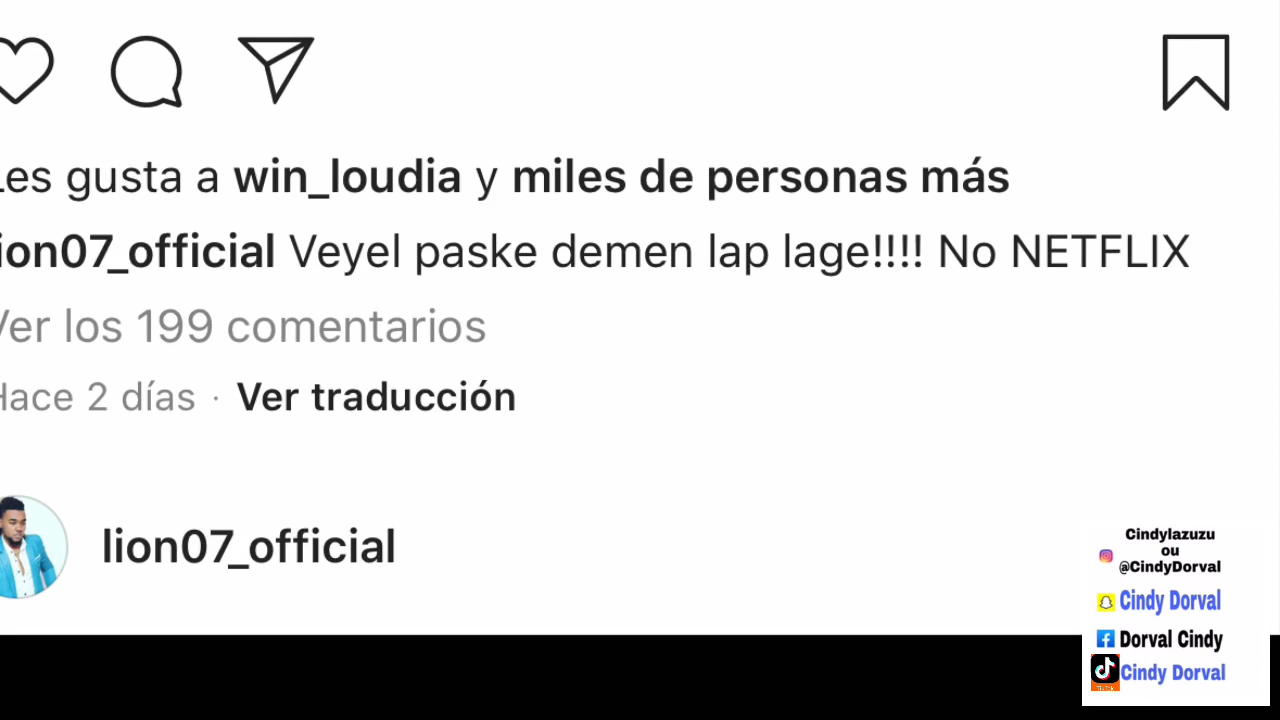 Les gusta a win_loudia y miles de personas más
lion07_official Veyel paske demen lap lage!!!! No NETFLIX
Ver los 199 comentarios
Hace 2 días · Ver traducción
lion07_official
Cindylazuzu
ou
@CindyDorval
Cindy Dorval
Dorval Cindy
Cindy Dorval